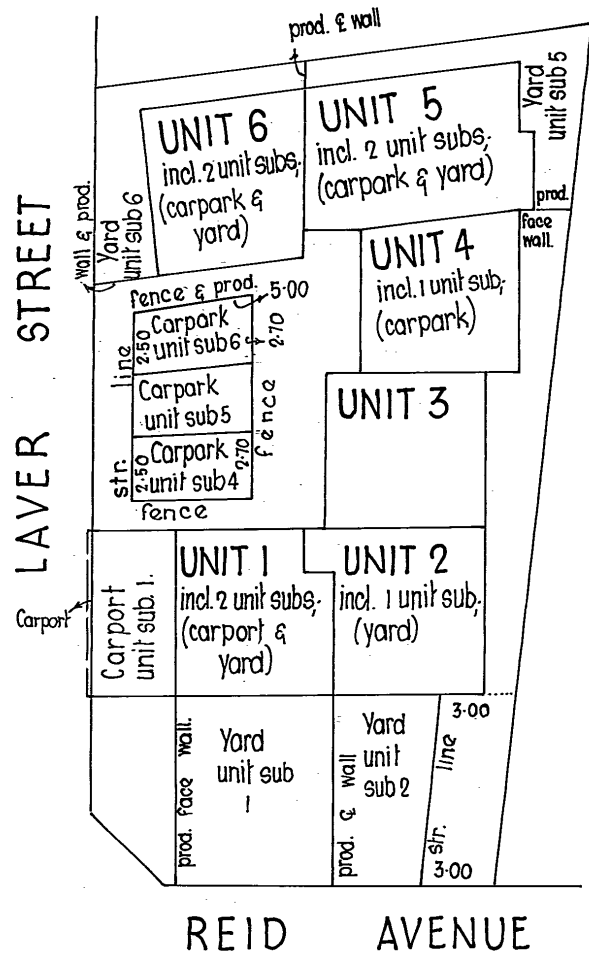 prod. ₵ wall
UNIT 6
incl. 2 unit subs;
(carpark &
yard)
UNIT 5
incl. 2 unit subs;
(carpark & yard)
Yard
unit sub 5
prod.
face
wall.
wall & prod.
Yard
unit sub 6
UNIT 4
incl. 1 unit sub;
(carpark)
fence & prod.
5·00
Carpark
unit sub 6
2·50
2·70
line
Carpark
unit sub 5
fence
Carpark
unit sub 4
2·50
2·70
str.
fence
UNIT 3
LAVER STREET
Carport
Carport
unit sub. 1.
UNIT 1
incl. 2 unit subs;
(carport &
yard)
UNIT 2
incl. 1 unit sub;
(yard)
prod. face wall.
Yard
unit sub
1
prod. ₵ wall
Yard
unit
sub 2
3·00
line
str.
3·00
REID AVENUE